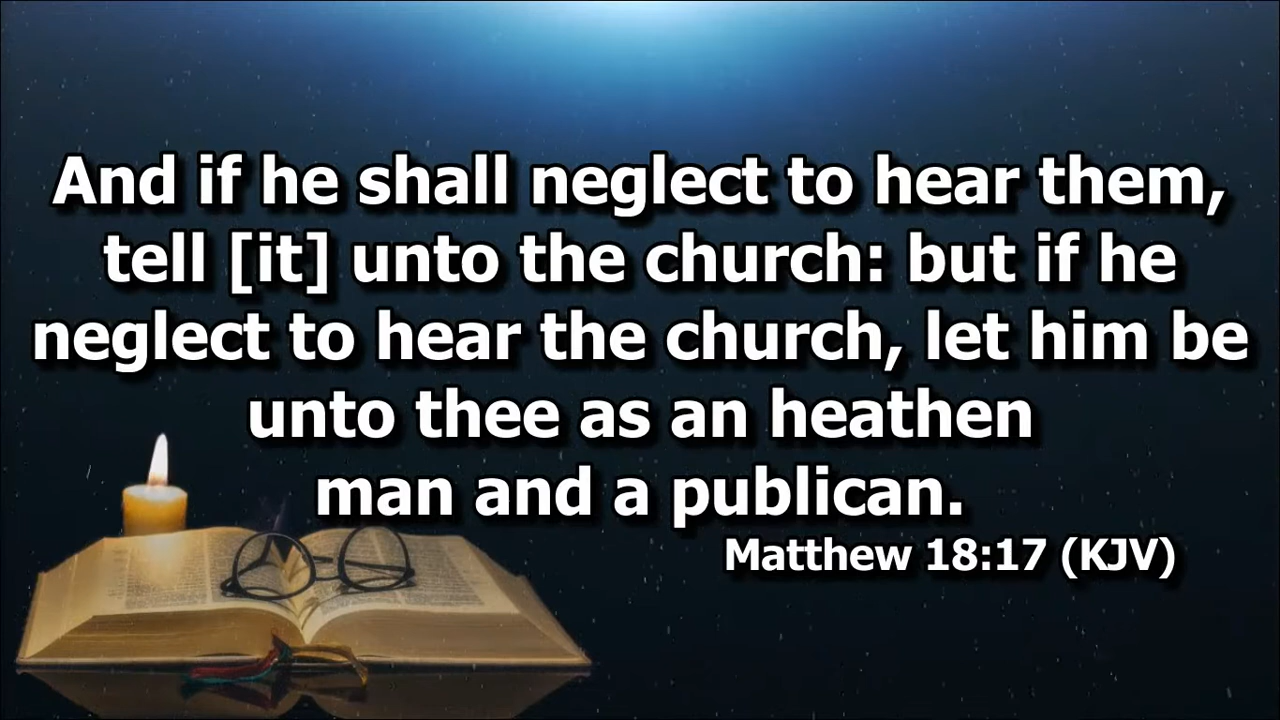 And if he shall neglect to hear them,
tell [it] unto the church: but if he
neglect to hear the church, let him be
unto thee as an heathen
man and a publican.
Matthew 18:17 (KJV)